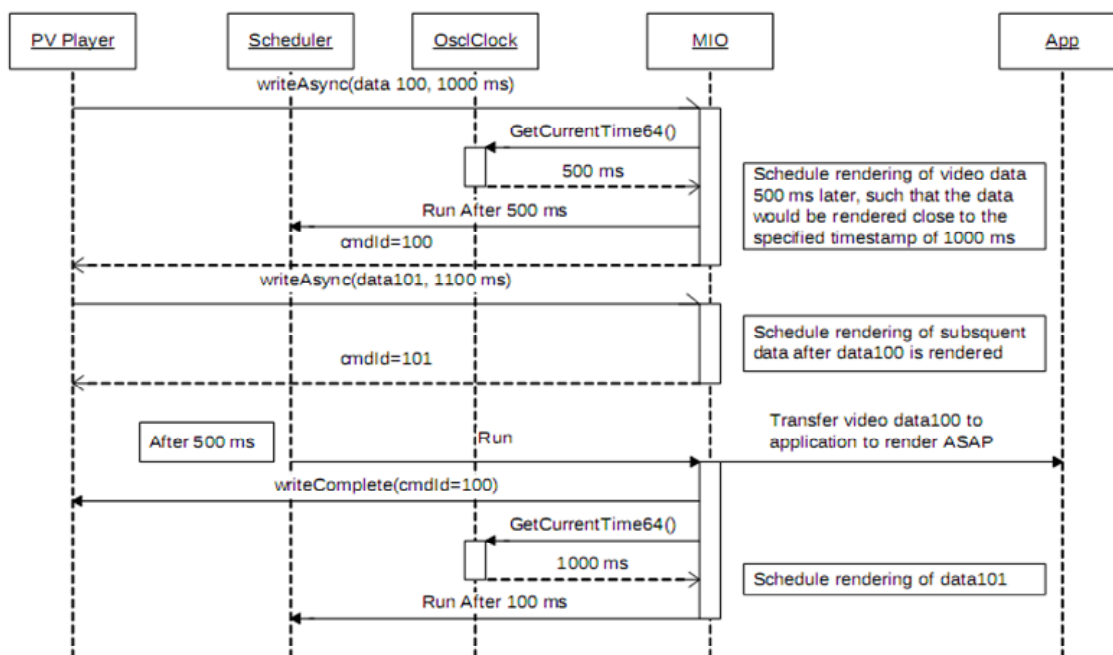 PV Player
Scheduler
OsclClock
MIO
App
writeAsync(data 100, 1000 ms)
GetCurrentTime64()
500 ms
Schedule rendering of video data
500 ms later, such that the data
would be rendered close to the
specified timestamp of 1000 ms
Run After 500 ms
cmdId=100
writeAsync(data101, 1100 ms)
Schedule rendering of subsquent
data after data100 is rendered
cmdId=101
After 500 ms
Run
Transfer video data100 to
application to render ASAP
writeComplete(cmdId=100)
GetCurrentTime64()
1000 ms
Schedule rendering of data101
Run After 100 ms